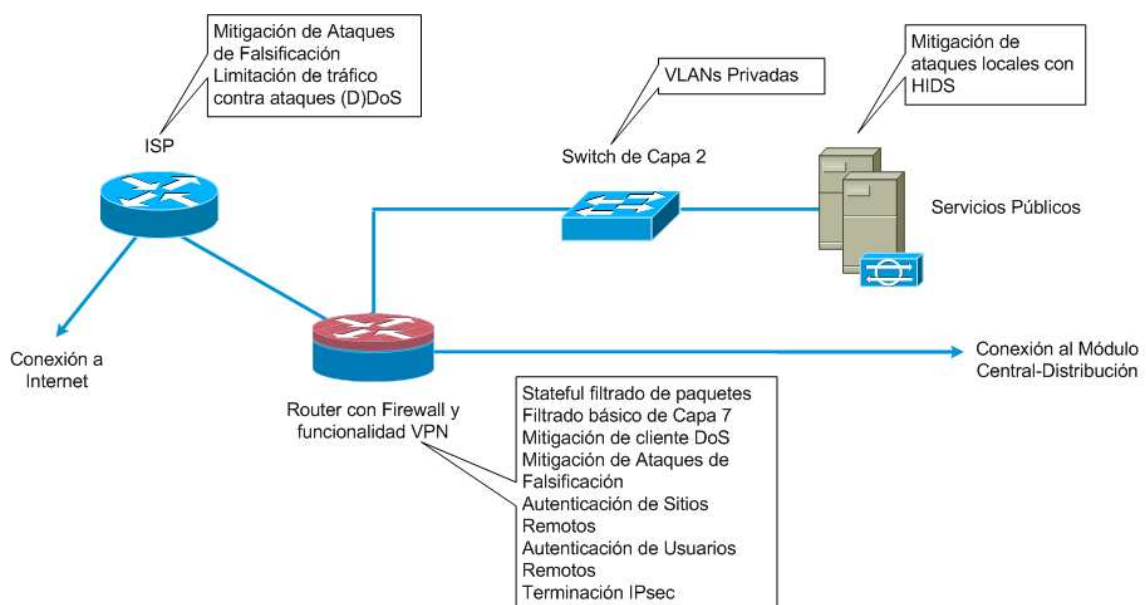 Mitigación de Ataques
de Falsificación
Limitación de tráfico
contra ataques (D)DoS
ISP
VLANs Privadas
Switch de Capa 2
Mitigación de
ataques locales con
HIDS
Servicios Públicos
Conexión a
Internet
Router con Firewall y
funcionalidad VPN
Stateful filtrado de paquetes
Filtrado básico de Capa 7
Mitigación de cliente DoS
Mitigación de Ataques de
Falsificación
Autenticación de Sitios
Remotos
Autenticación de Usuarios
Remotos
Terminación IPsec
Conexión al Módulo
Central-Distribución